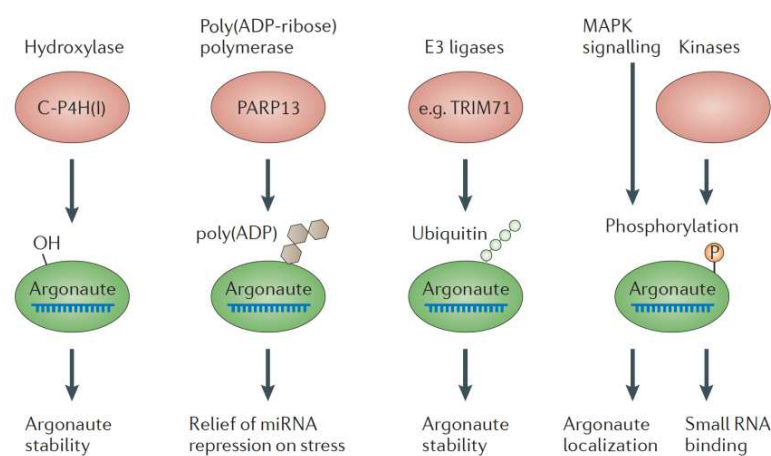 Hydroxylase
C-P4H(I)
OH
Argonaute
Argonaute
stability
Poly(ADP-ribose)
polymerase
PARP13
poly(ADP)
Argonaute
Relief of miRNA
repression on stress
E3 ligases
e.g. TRIM71
Ubiquitin
Argonaute
Argonaute
stability
MAPK
signalling
Kinases
Phosphorylation
P
Argonaute
Argonaute
localization
Small RNA
binding